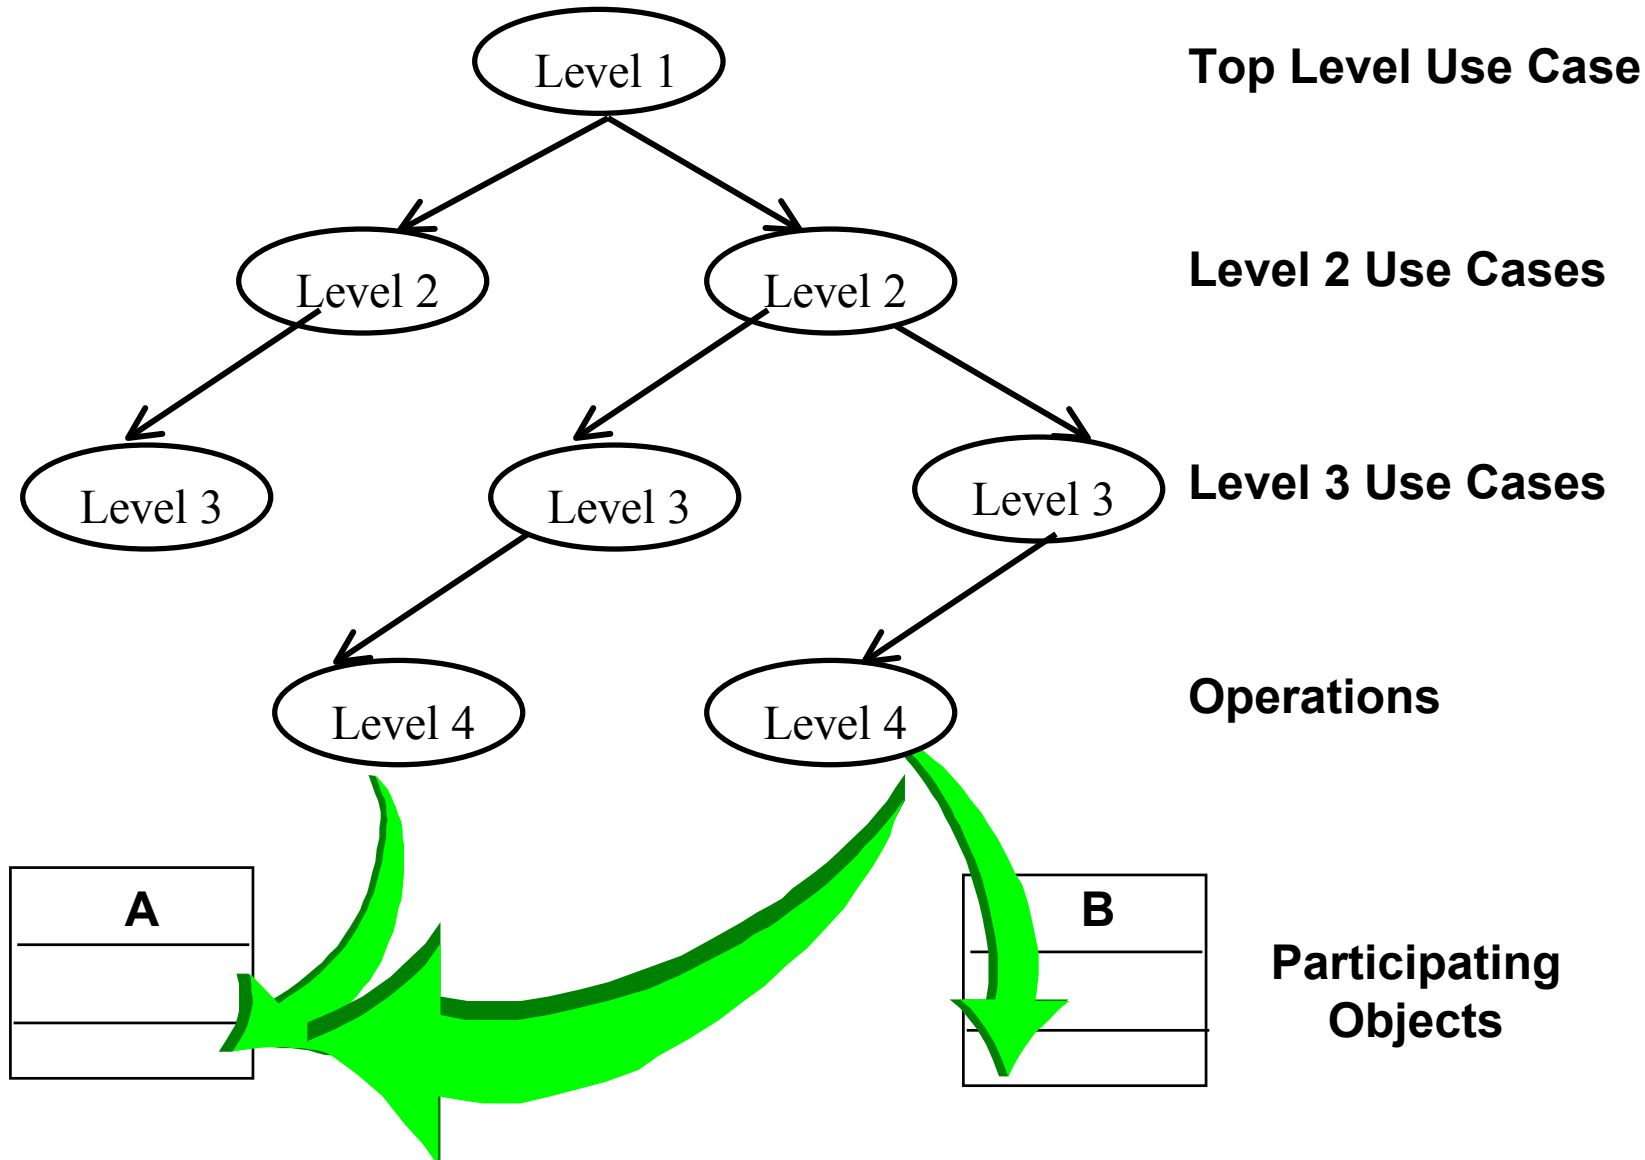 Level 1
Top Level Use Case
Level 2
Level 2
Level 2 Use Cases
Level 3
Level 3
Level 3
Level 3 Use Cases
Level 4
Level 4
Operations
A
B
Participating
Objects